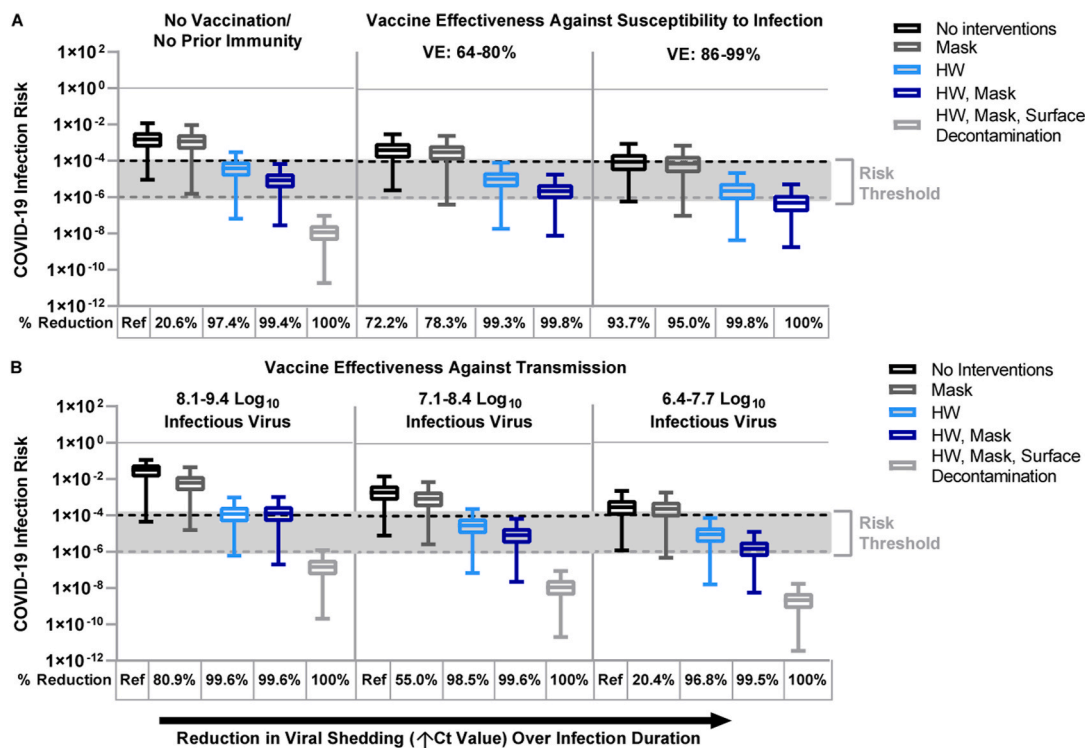 A
No Vaccination/
No Prior Immunity
Vaccine Effectiveness Against Susceptibility to Infection
VE: 64-80%
VE: 86-99%
No interventions
Mask
HW
HW, Mask
HW, Mask, Surface
Decontamination
COVID-19 Infection Risk
1×10²
1×10⁰
1×10⁻²
1×10⁻⁴
1×10⁻⁶
1×10⁻⁸
1×10⁻¹⁰
1×10⁻¹²
Risk
Threshold
% Reduction Ref 20.6% 97.4% 99.4% 100% 72.2% 78.3% 99.3% 99.8% 93.7% 95.0% 99.8% 100%
B
Vaccine Effectiveness Against Transmission
8.1-9.4 Log₁₀
Infectious Virus
7.1-8.4 Log₁₀
Infectious Virus
6.4-7.7 Log₁₀
Infectious Virus
No Interventions
Mask
HW
HW, Mask
HW, Mask, Surface
Decontamination
COVID-19 Infection Risk
1×10²
1×10⁰
1×10⁻²
1×10⁻⁴
1×10⁻⁶
1×10⁻⁸
1×10⁻¹⁰
1×10⁻¹²
Risk
Threshold
% Reduction Ref 80.9% 99.6% 99.6% 100% Ref 55.0% 98.5% 99.6% 100% Ref 20.4% 96.8% 99.5% 100%
Reduction in Viral Shedding (↑Ct Value) Over Infection Duration